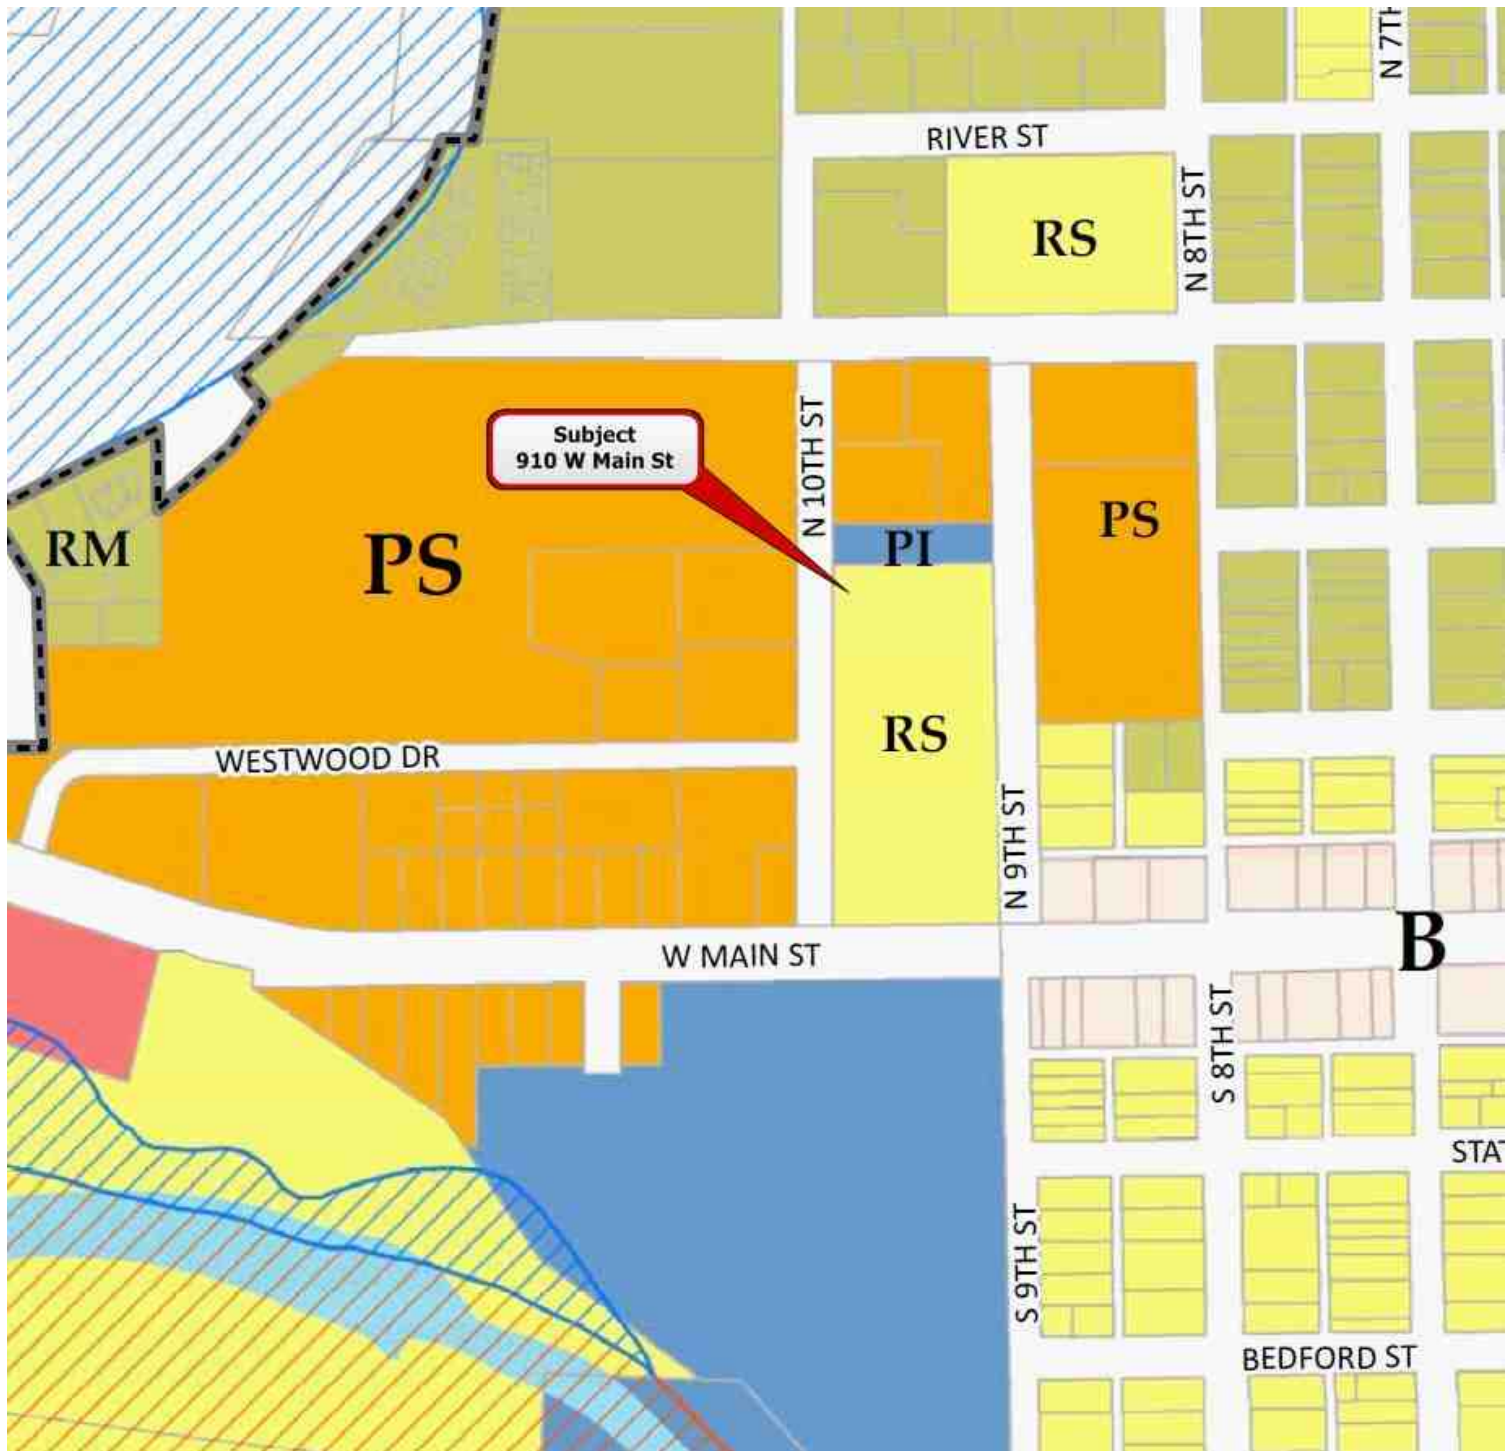 N 7TH
RIVER ST
N 8TH ST
RS
Subject
910 W Main St
N 10TH ST
PS
PI
RM
PS
RS
WESTWOOD DR
N 9TH ST
B
W MAIN ST
S 8TH ST
STAT
S 9TH ST
BEDFORD ST